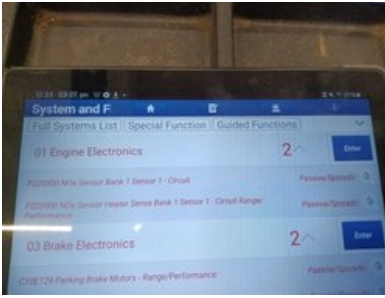 System and F
Full Systems List Special Function Guided Functions
01 Engine Electronics 2 Enter
NOx Sensor Bank 1 Sensor 1 - Circuit Passive/Sporadic
NOx Sensor Heater Sense Bank 1 Sensor 1 - Circuit Range/ Passive/Sporadic
Performance
03 Brake Electronics 2 Enter
C10E129 Parking Brake Motors - Range/Performance Passive/Sporadic